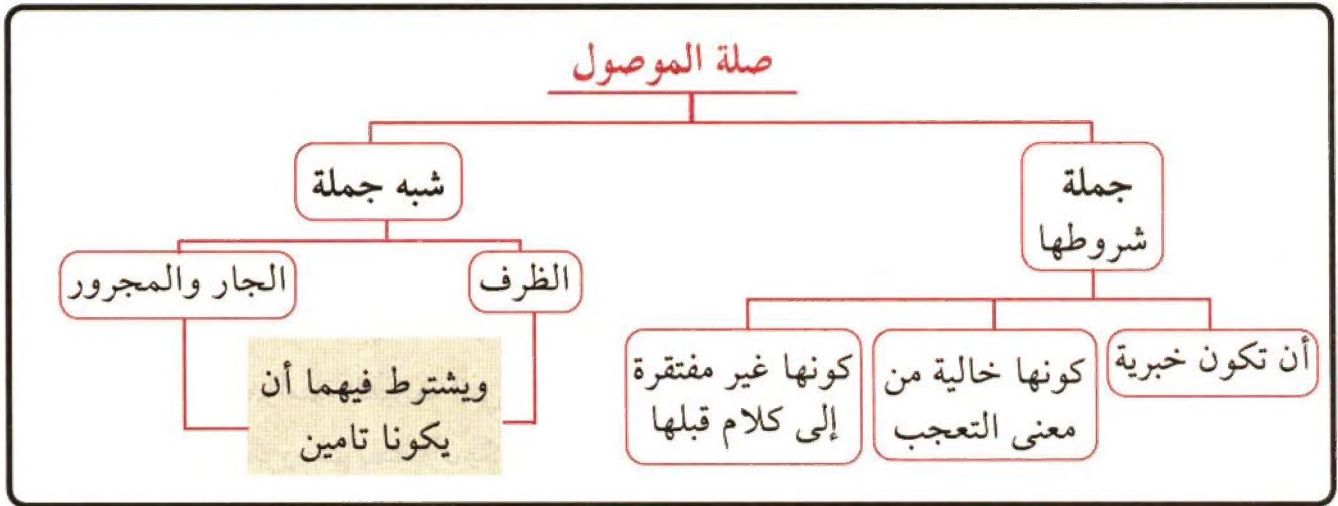 صلة الموصول
جملة
شروطها
شبه جملة
أن تكون خبرية
كونها خالية من
معنى التعجب
كونها غير مفتقرة
إلى كلام قبلها
الظرف
الجار والمجرور
ويشترط فيهما أن
يكونا تامين